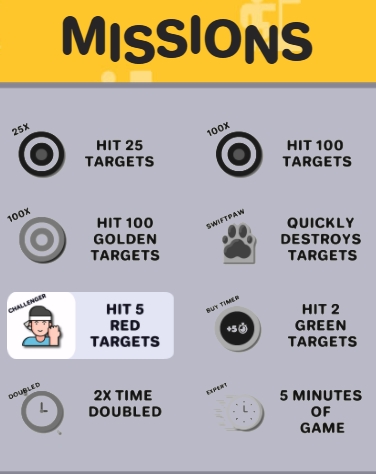 MISSIONS
25X
HIT 25
TARGETS
100X
HIT 100
TARGETS
100X
HIT 100
GOLDEN
TARGETS
SWIFTPAW
QUICKLY
DESTROYS
TARGETS
CHALLENGER
HIT 5
RED
TARGETS
BUY TIMER
+5
HIT 2
GREEN
TARGETS
DOUBLED
2X TIME
DOUBLED
EXPERT
5 MINUTES
OF
GAME